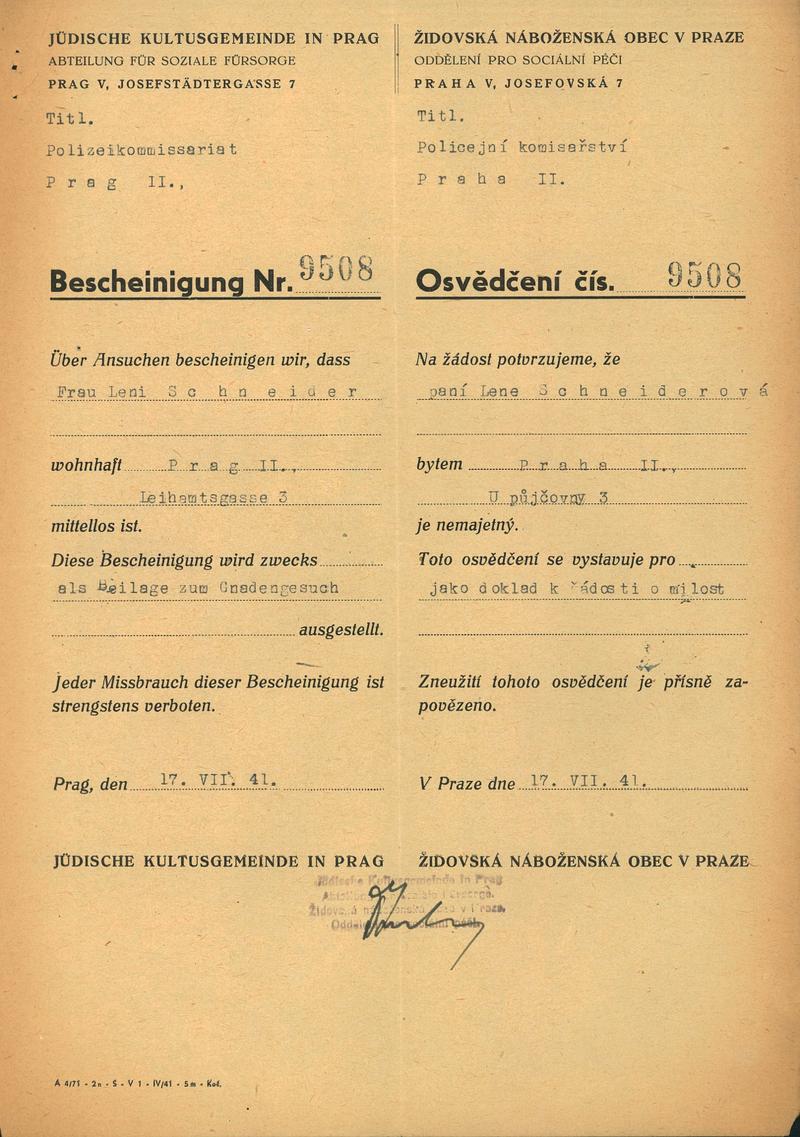 JÜDISCHE KULTUSGEMEINDE IN PRAG
ABTEILUNG FÜR SOZIALE FÜRSORGE
PRAG V, JOSEFSTÄDTERGASSE 7
Titl.
Polizeikommissariat
P r a g II.,
Bescheinigung Nr. 9508
Über Ansuchen bescheinigen wir, dass
Frau Leni S c h n e i d e r
wohnhaft P r a g II.,
Leihamtsgasse 3
mittellos ist.
Diese Bescheinigung wird zwecks
als Beilage zum Gnadengesuch
ausgestellt.
Jeder Missbrauch dieser Bescheinigung ist
strengstens verboten.
Prag, den 17. VII. 41.
JÜDISCHE KULTUSGEMEINDE IN PRAG
ŽIDOVSKÁ NÁBOŽENSKÁ OBEC V PRAZE
ODDĚLENÍ PRO SOCIÁLNÍ PÉČI
PRAHA V, JOSEFOVSKÁ 7
Titl.
Policejní komisařství
P r a h a II.
Osvědčení čís. 9508
Na žádost potvrzujeme, že
paní Lene S c h n e i d e r o v á
bytem P r a h a II.,
U půjčovny 3
je nemajetný.
Toto osvědčení se vystavuje pro
jako doklad k žádosti o milost
Zneužití tohoto osvědčení je přísně za-
povězeno.
V Praze dne 17. VII. 41.
ŽIDOVSKÁ NÁBOŽENSKÁ OBEC V PRAZE
Jüdische Kultusgemeinde in Prag
A 4/71 - 2n - S - V 1 - IV/41 - 5m - Koř.